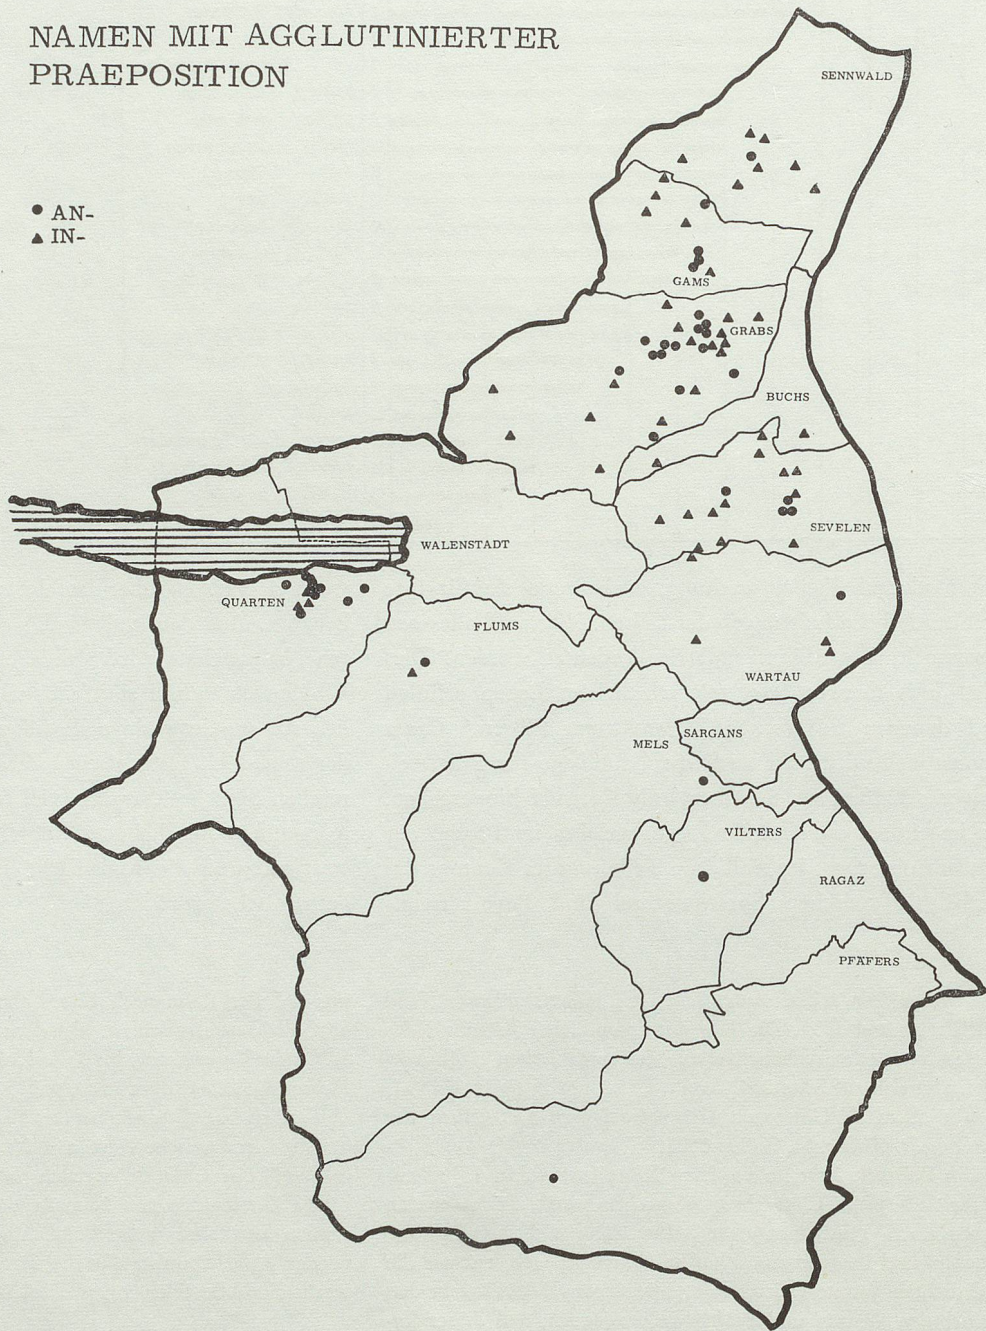 NAMEN MIT AGGLUTINIERTER
PRAEPOSITION
AN-
IN-
SENNWALD
GAMS
GRABS
BUCHS
SEVELEN
WALENSTADT
QUARTEN
FLUMS
WARTAU
SARGANS
MELS
VILTERS
RAGAZ
PFÄFERS